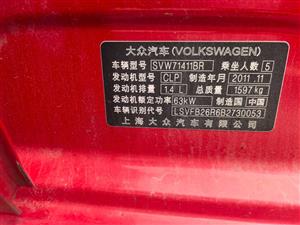 大众汽车(VOLKSWAGEN)
车辆型号 SVW71411BR 乘坐人数 5
发动机型号 CLP 制造年月 2011.11
发动机排量 1.4 L 总质量 1597kg
发动机额定功率 63kW 制造国 中国
车辆识别代号 LSVFB26R6B2730053
上海大众汽车有限公司